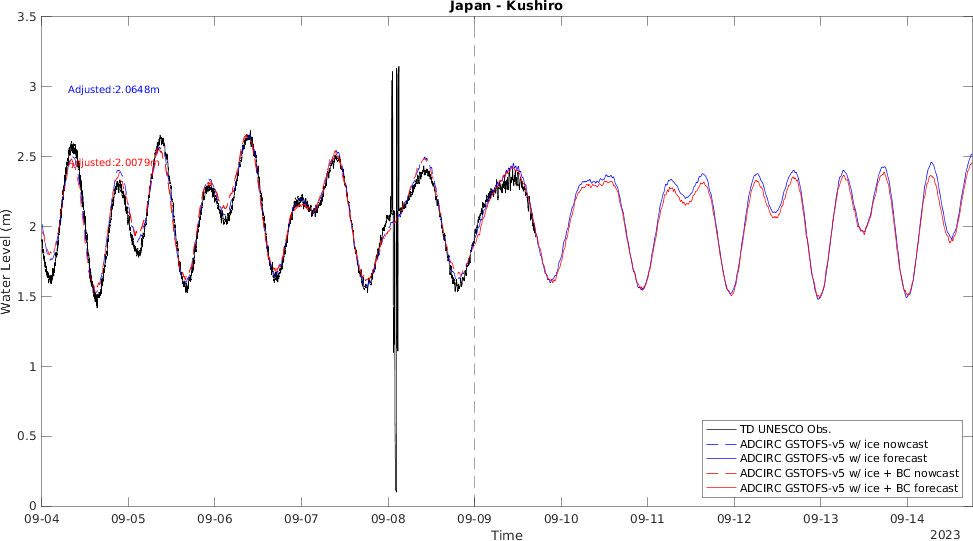 Japan - Kushiro
Water Level (m)
3.5
3
2.5
2
1.5
1
0.5
0
Adjusted:2.0648m
Adjusted:2.0079m
TD UNESCO Obs.
ADCIRC GSTOFS-v5 w/ ice nowcast
ADCIRC GSTOFS-v5 w/ ice forecast
ADCIRC GSTOFS-v5 w/ ice + BC nowcast
ADCIRC GSTOFS-v5 w/ ice + BC forecast
09-04 09-05 09-06 09-07 09-08 09-09 09-10 09-11 09-12 09-13 09-14
Time
2023